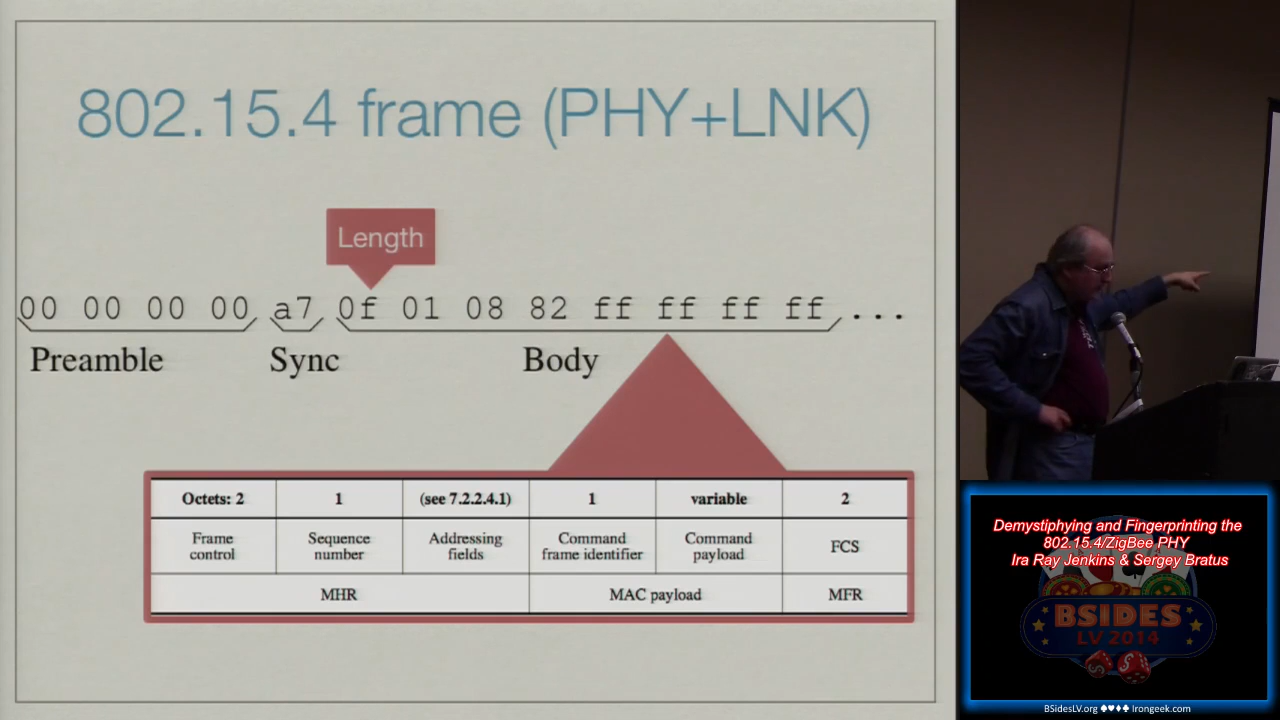 802.15.4 frame (PHY+LNK)
Length
00 00 00 00 a7 0f 01 08 82 ff ff ff ff ...
Preamble Sync Body
Octets: 2 1 (see 7.2.2.4.1) 1 variable 2
Frame control Sequence number Addressing fields Command frame identifier Command payload FCS
MHR MAC payload MFR
Demystiphying and Fingerprinting the
802.15.4/ZigBee PHY
Ira Ray Jenkins & Sergey Bratus
BSIDES
LV 2014
BSidesLV.org ♠♥♦♣ Irongeek.com